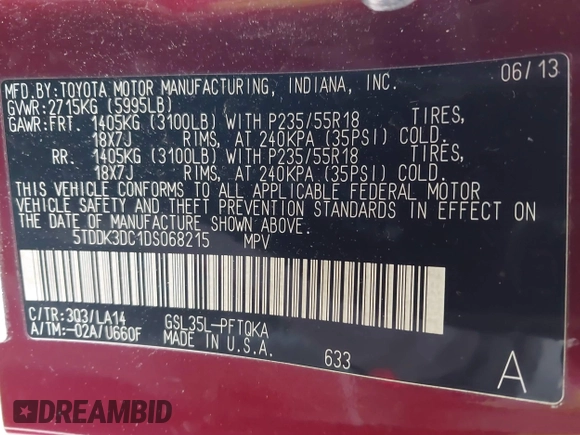 MFD.BY:TOYOTA MOTOR MANUFACTURING, INDIANA, INC. 06/13
GVWR:2715KG (5995LB)
GAWR:FRT. 1405KG (3100LB) WITH P235/55R18 TIRES,
18X7J RIMS, AT 240KPA (35PSI) COLD.
RR. 1405KG (3100LB) WITH P235/55R18 TIRES,
18X7J RIMS, AT 240KPA (35PSI) COLD.
THIS VEHICLE CONFORMS TO ALL APPLICABLE FEDERAL MOTOR
VEHICLE SAFETY AND THEFT PREVENTION STANDARDS IN EFFECT ON
THE DATE OF MANUFACTURE SHOWN ABOVE.
5TDDK3DC1DS068215 MPV
C/TR:3Q3/LA14 GSL35L-PFTQKA
A/TM:-02A/U660F MADE IN U.S.A.
633
A
DREAMBID